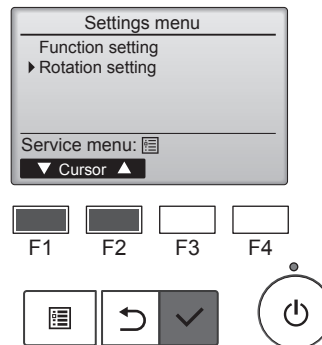 Settings menu
Function setting
Rotation setting
Service menu:
▼ Cursor ▲
F1 F2 F3 F4